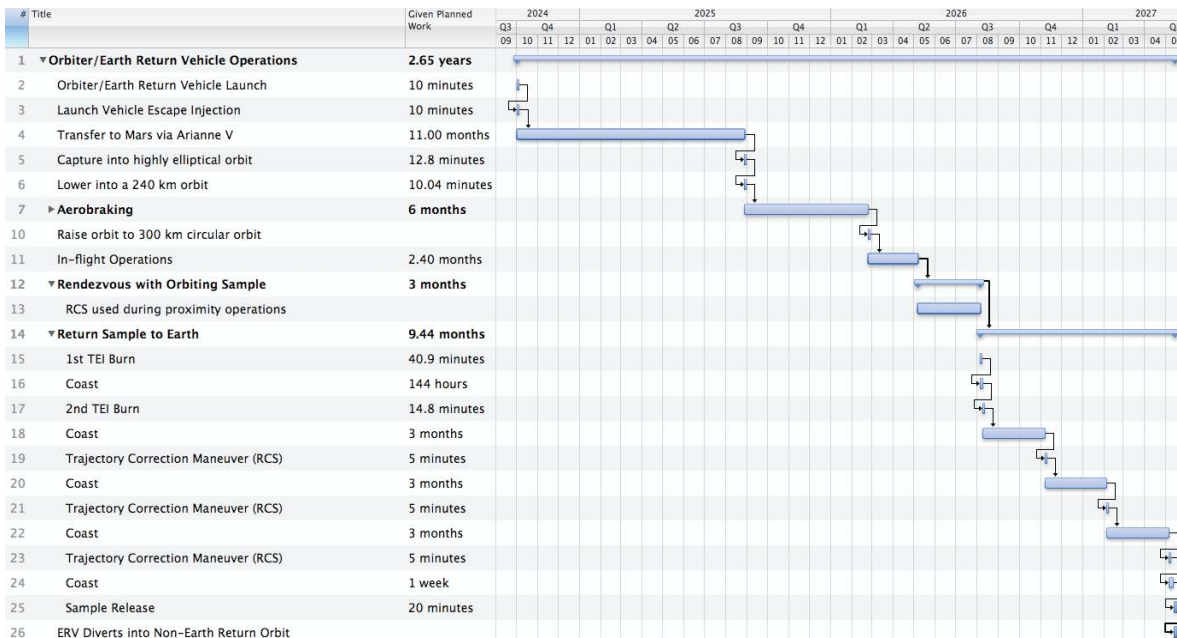 # Title Given Planned 2024 2025 2026 2027
Work Q3 Q4 Q1 Q2 Q3 Q4 Q1 Q2 Q3 Q4 Q1 Q
09 10 11 12 01 02 03 04 05 06 07 08 09 10 11 12 01 02 03 04 05 06 07 08 09 10 11 12 01 02 03 04 0
1 Orbiter/Earth Return Vehicle Operations 2.65 years
2 Orbiter/Earth Return Vehicle Launch 10 minutes
3 Launch Vehicle Escape Injection 10 minutes
4 Transfer to Mars via Arianne V 11.00 months
5 Capture into highly elliptical orbit 12.8 minutes
6 Lower into a 240 km orbit 10.04 minutes
7 Aerobraking 6 months
10 Raise orbit to 300 km circular orbit
11 In-flight Operations 2.40 months
12 Rendezvous with Orbiting Sample 3 months
13 RCS used during proximity operations
14 Return Sample to Earth 9.44 months
15 1st TEI Burn 40.9 minutes
16 Coast 144 hours
17 2nd TEI Burn 14.8 minutes
18 Coast 3 months
19 Trajectory Correction Maneuver (RCS) 5 minutes
20 Coast 3 months
21 Trajectory Correction Maneuver (RCS) 5 minutes
22 Coast 3 months
23 Trajectory Correction Maneuver (RCS) 5 minutes
24 Coast 1 week
25 Sample Release 20 minutes
26 ERV Diverts into Non-Earth Return Orbit